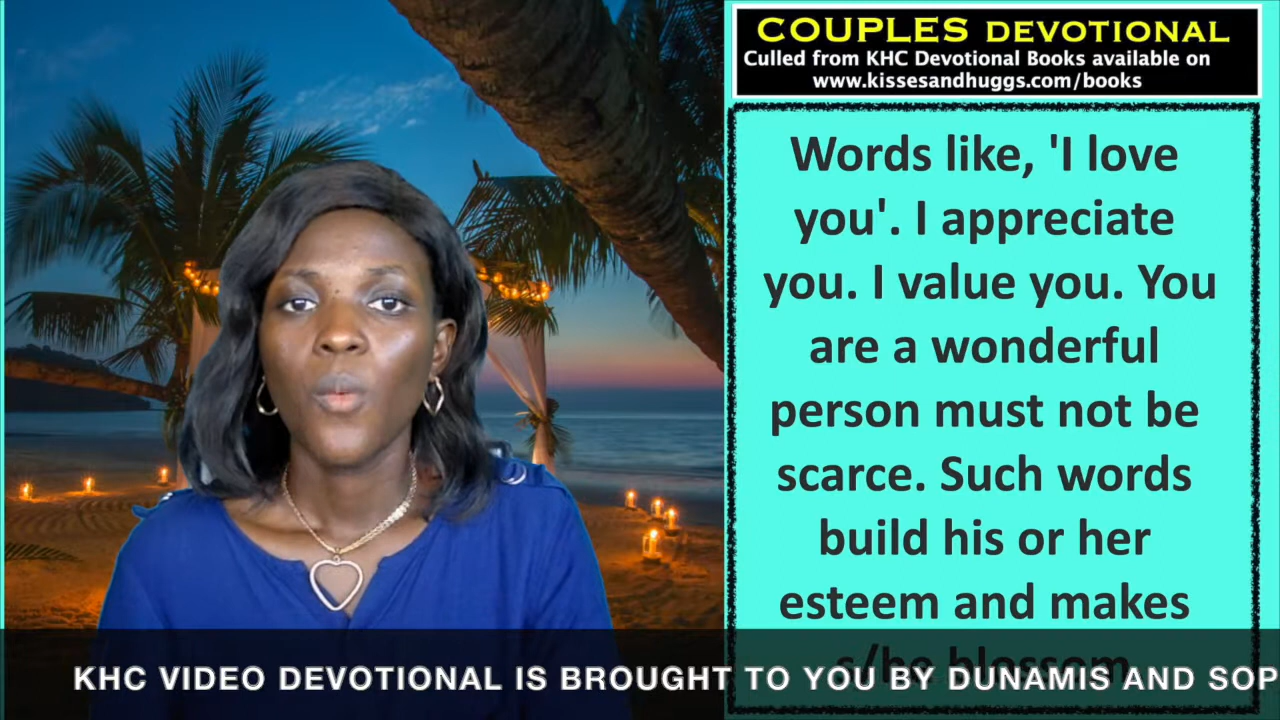 COUPLES DEVOTIONAL
Culled from KHC Devotional Books available on
www.kissesandhuggs.com/books
Words like, 'I love
you'. I appreciate
you. I value you. You
are a wonderful
person must not be
scarce. Such words
build his or her
esteem and makes
s/he blossom.
KHC VIDEO DEVOTIONAL IS BROUGHT TO YOU BY DUNAMIS AND SOP